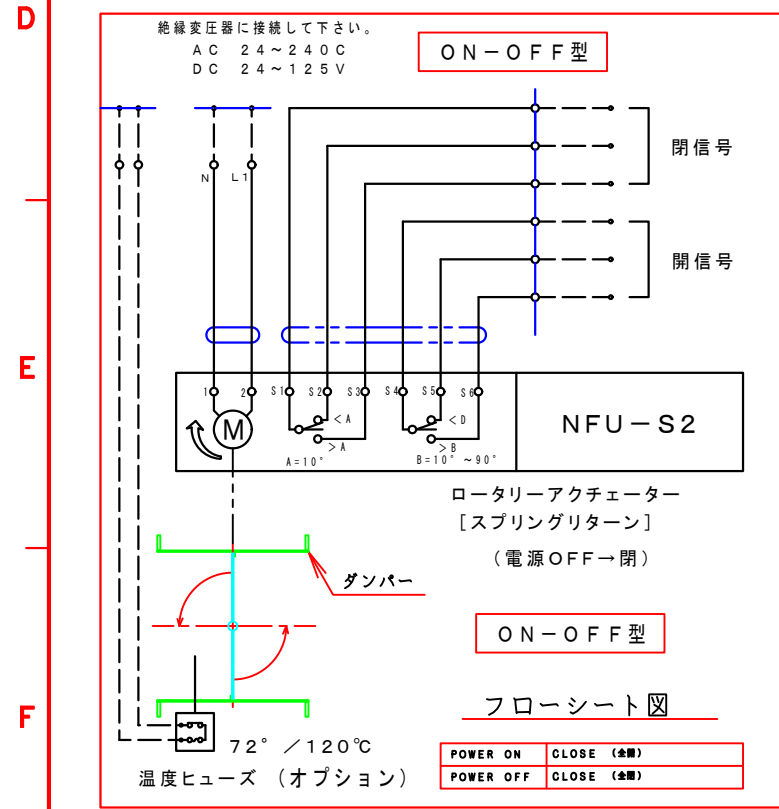 D
絶縁変圧器に接続して下さい。
AC 24~240C
DC 24~125V
ON-OFF型
閉信号
N L1
開信号
E
1 2 S1 S2 S3 S4 S5 S6
<A <D
M
>A >B
A=10° B=10°~90°
NFU-S2
ロータリーアクチェーター
[スプリングリターン]
(電源OFF→閉)
ダンパー
ON-OFF型
F
フローシート図
72° /120℃
温度ヒューズ (オプション)
POWER ON CLOSE (全開)
POWER OFF CLOSE (全閉)